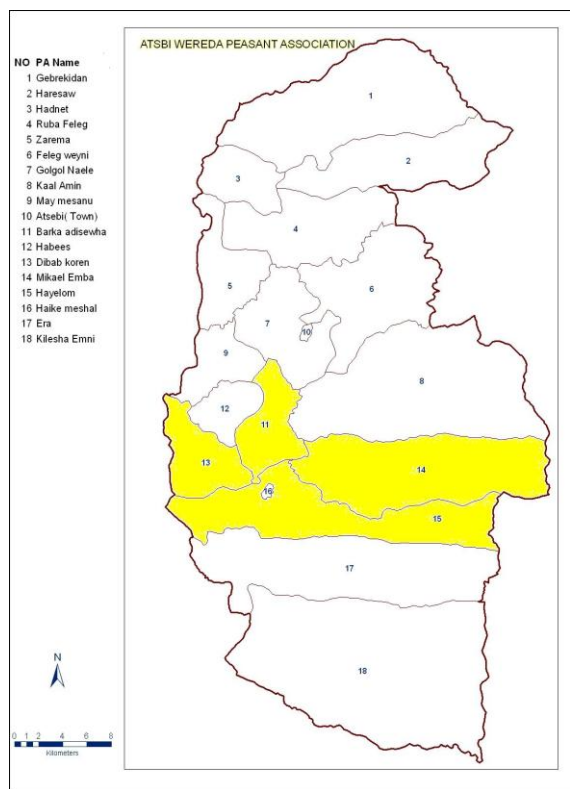 ATSBI WEREDA PEASANT ASSOCIATION
NO PA Name
1 Gebrekidan
2 Haresaw
3 Hadnet
4 Ruba Feleg
5 Zarema
6 Feleg weyni
7 Golgol Naele
8 Kaal Amin
9 May mesanu
10 Atsebi( Town)
11 Barka adisewha
12 Habees
13 Dibab koren
14 Mikael Emba
15 Hayelom
16 Haike meshal
17 Era
18 Kilesha Emni
1
2
3
4
5
6
7
10
9
8
12
11
13
14
16
15
17
18
N
0 1 2 4 6 8
Kilometers